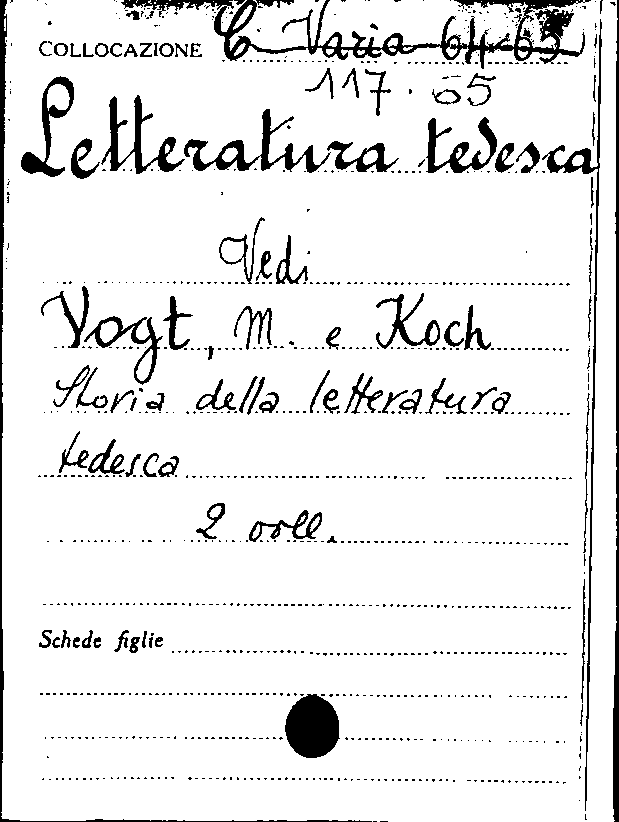 COLLOCAZIONE C Varia 64-65
117.65
Letteratura tedesca
Vedi
Vogt, M. e Koch
Storia della letteratura
tedesca
2 voll.
Schede figlie